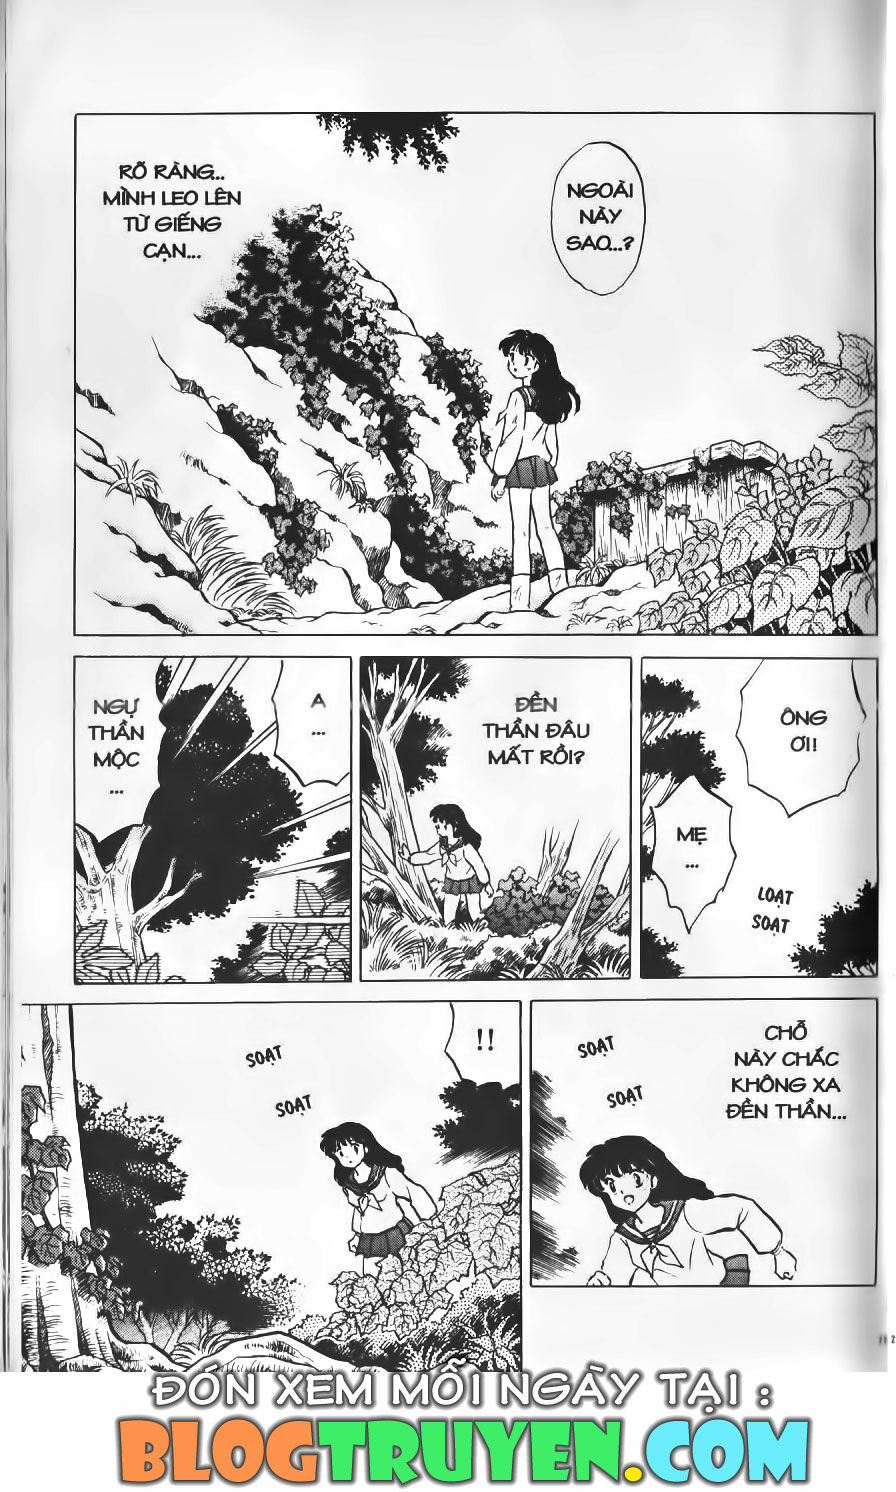 NGOÀI
NÀY
SAO...?
RÕ RÀNG...
MÌNH LEO LÊN
TỪ GIẾNG
CẠN...
ÔNG
ƠI!
MẸ
...
LOẠT
SOẠT
ĐỀN
THẦN ĐÂU
MẤT RỒI?
A
...
NGỰ
THẦN
MỘC
...
CHỖ
NÀY CHẮC
KHÔNG XA
ĐỀN THẦN...
SOẠT
SOẠT
!!
SOẠT
SOẠT
ĐÓN XEM MỖI NGÀY TẠI :
BLOGTRUYEN.COM